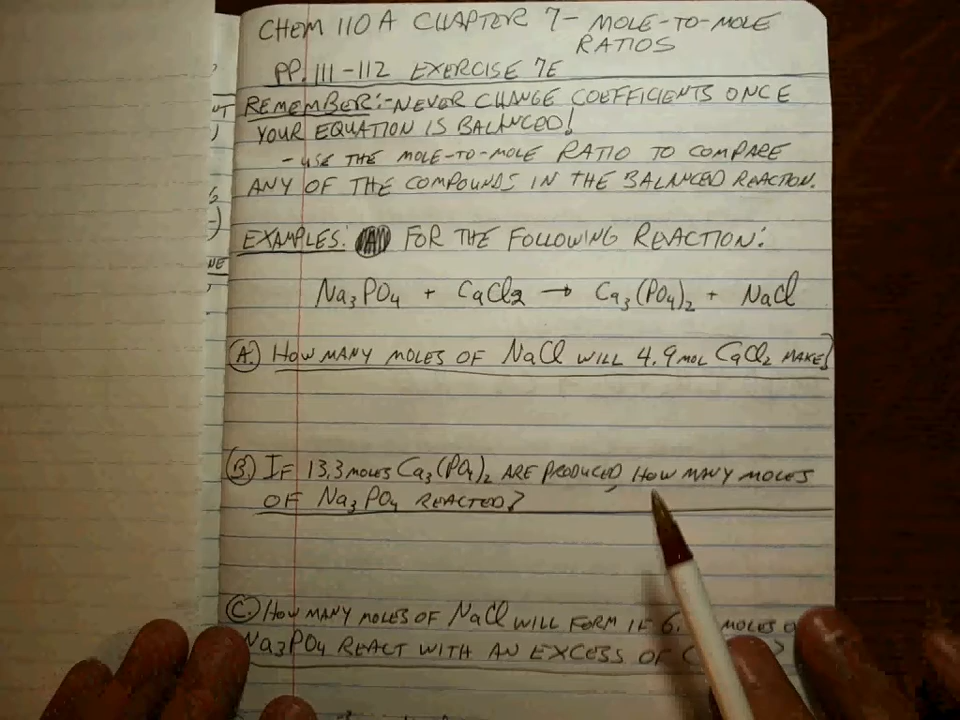 CHEM 110A CHAPTER 7 - MOLE-TO-MOLE
RATIOS
PP. 111-112 EXERCISE 7E
REMEMBER:-NEVER CHANGE COEFFICIENTS ONCE
YOUR EQUATION IS BALANCED!
- USE THE MOLE-TO-MOLE RATIO TO COMPARE
ANY OF THE COMPOUNDS IN THE BALANCED REACTION.
EXAMPLES: FOR THE FOLLOWING REACTION:
Na₃PO₄ + CaCl₂ → Ca₃(PO₄)₂ + NaCl
A. HOW MANY MOLES OF NaCl WILL 4.9 MOL CaCl₂ MAKE?
B. IF 13.3 MOLES Ca₃(PO₄)₂ ARE PRODUCED, HOW MANY MOLES
OF Na₃PO₄ REACTED?
C. HOW MANY MOLES OF NaCl WILL FORM IF 6. MOLES
Na₃PO₄ REACT WITH AN EXCESS OF